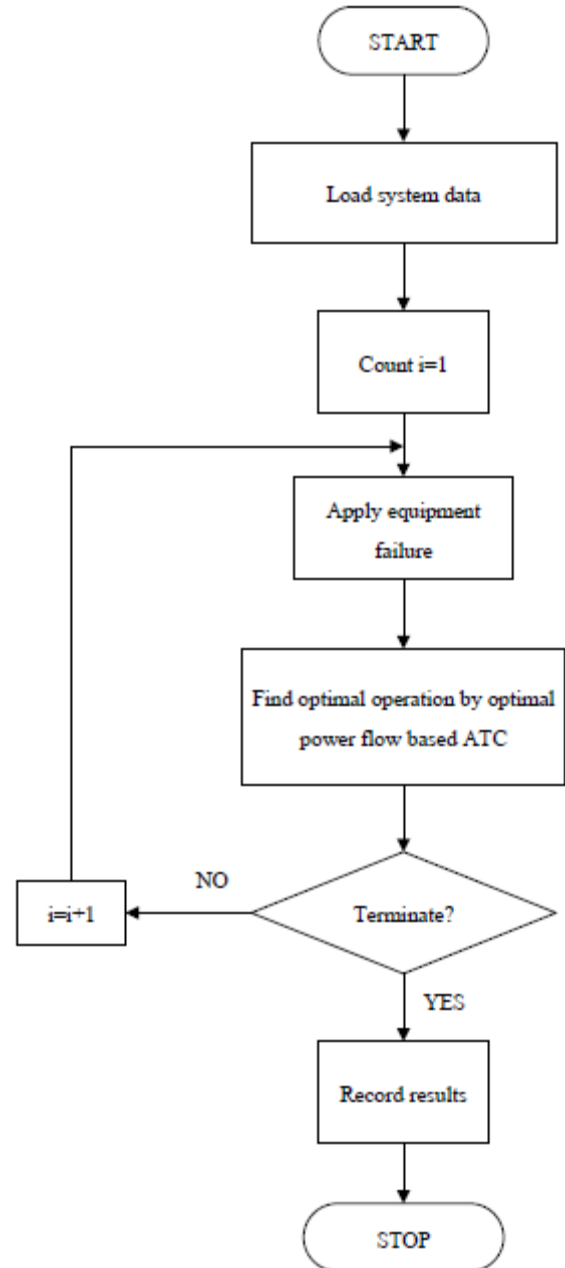 START
Load system data
Count i=1
Apply equipment
failure
Find optimal operation by optimal
power flow based ATC
NO
i=i+1
Terminate?
YES
Record results
STOP